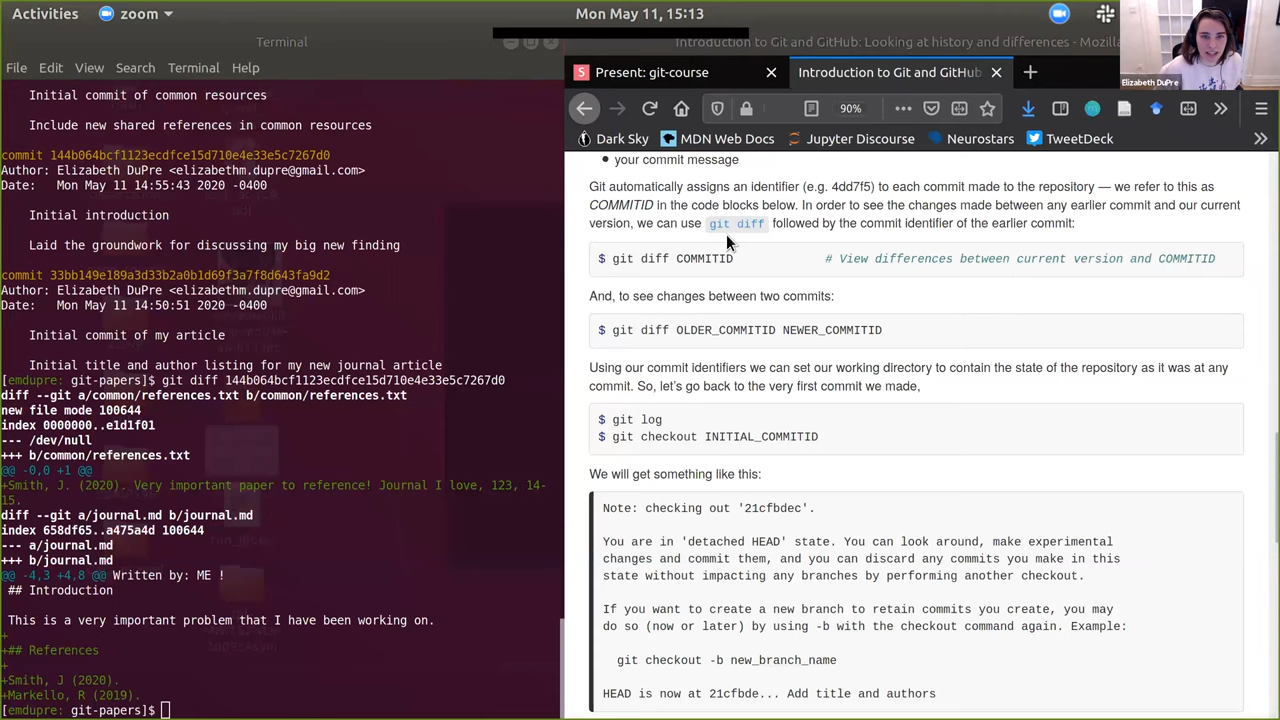 Activities
zoom
Mon May 11, 15:13
Elizabeth DuPre
Terminal
File Edit View Search Terminal Help
Initial commit of common resources
Include new shared references in common resources
commit 144b064bcf1123ecdfce15d710e4e33e5c7267d0
Author: Elizabeth DuPre <elizabethm.dupre@gmail.com>
Date: Mon May 11 14:55:43 2020 -0400
Initial introduction
Laid the groundwork for discussing my big new finding
commit 33bb149e189a3d33b2a0b1d69f3a7f8d643fa9d2
Author: Elizabeth DuPre <elizabethm.dupre@gmail.com>
Date: Mon May 11 14:50:51 2020 -0400
Initial commit of my article
Initial title and author listing for my new journal article
[emdupre: git-papers]$ git diff 144b064bcf1123ecdfce15d710e4e33e5c7267d0
diff --git a/common/references.txt b/common/references.txt
new file mode 100644
index 0000000..e1d1f01
--- /dev/null
+++ b/common/references.txt
@@ -0,0 +1 @@
+Smith, J. (2020). Very important paper to reference! Journal I love, 123, 14-
15.
diff --git a/journal.md b/journal.md
index 658df65..a475a4d 100644
--- a/journal.md
+++ b/journal.md
@@ -4,3 +4,8 @@ Written by: ME !
## Introduction
This is a very important problem that I have been working on.
+
+## References
+
+Smith, J (2020).
+Markello, R (2019).
[emdupre: git-papers]$
Introduction to Git and GitHub: Looking at history and differences - Mozilla
Present: git-course
Introduction to Git and GitHub
90%
Dark Sky
MDN Web Docs
Jupyter Discourse
Neurostars
TweetDeck
• your commit message
Git automatically assigns an identifier (e.g. 4dd7f5) to each commit made to the repository — we refer to this as
COMMITID in the code blocks below. In order to see the changes made between any earlier commit and our current
version, we can use git diff followed by the commit identifier of the earlier commit:
$ git diff COMMITID # View differences between current version and COMMITID
And, to see changes between two commits:
$ git diff OLDER_COMMITID NEWER_COMMITID
Using our commit identifiers we can set our working directory to contain the state of the repository as it was at any
commit. So, let's go back to the very first commit we made,
$ git log
$ git checkout INITIAL_COMMITID
We will get something like this:
Note: checking out '21cfbdec'.
You are in 'detached HEAD' state. You can look around, make experimental
changes and commit them, and you can discard any commits you make in this
state without impacting any branches by performing another checkout.
If you want to create a new branch to retain commits you create, you may
do so (now or later) by using -b with the checkout command again. Example:
git checkout -b new_branch_name
HEAD is now at 21cfbde... Add title and authors